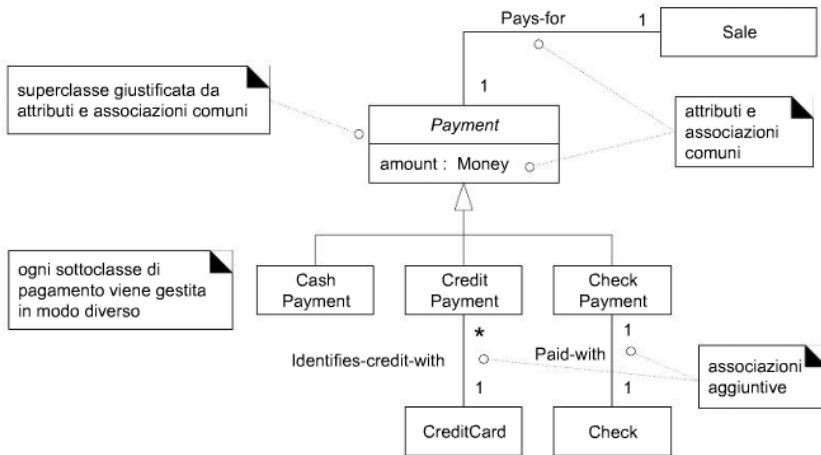 Pays-for
1
Sale
superclasse giustificata da
attributi e associazioni comuni
1
Payment
amount : Money
attributi e
associazioni
comuni
ogni sottoclasse di
pagamento viene gestita
in modo diverso
Cash
Payment
Credit
Payment
Check
Payment
*
1
Identifies-credit-with
Paid-with
associazioni
aggiuntive
1
1
CreditCard
Check